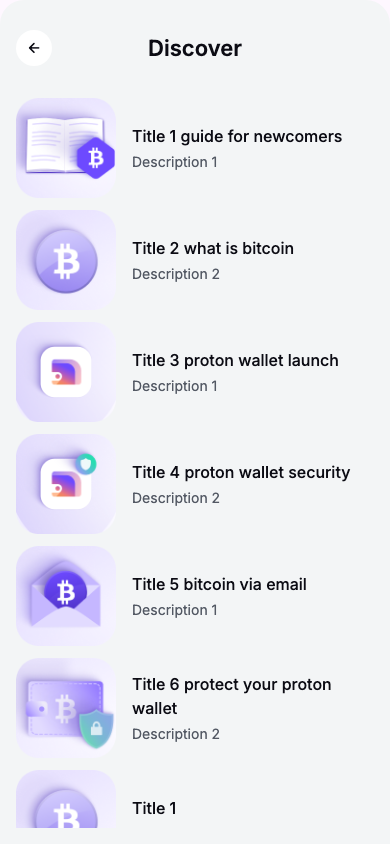 Discover
Title 1 guide for newcomers
Description 1
Title 2 what is bitcoin
Description 2
Title 3 proton wallet launch
Description 1
Title 4 proton wallet security
Description 2
Title 5 bitcoin via email
Description 1
Title 6 protect your proton
wallet
Description 2
Title 1